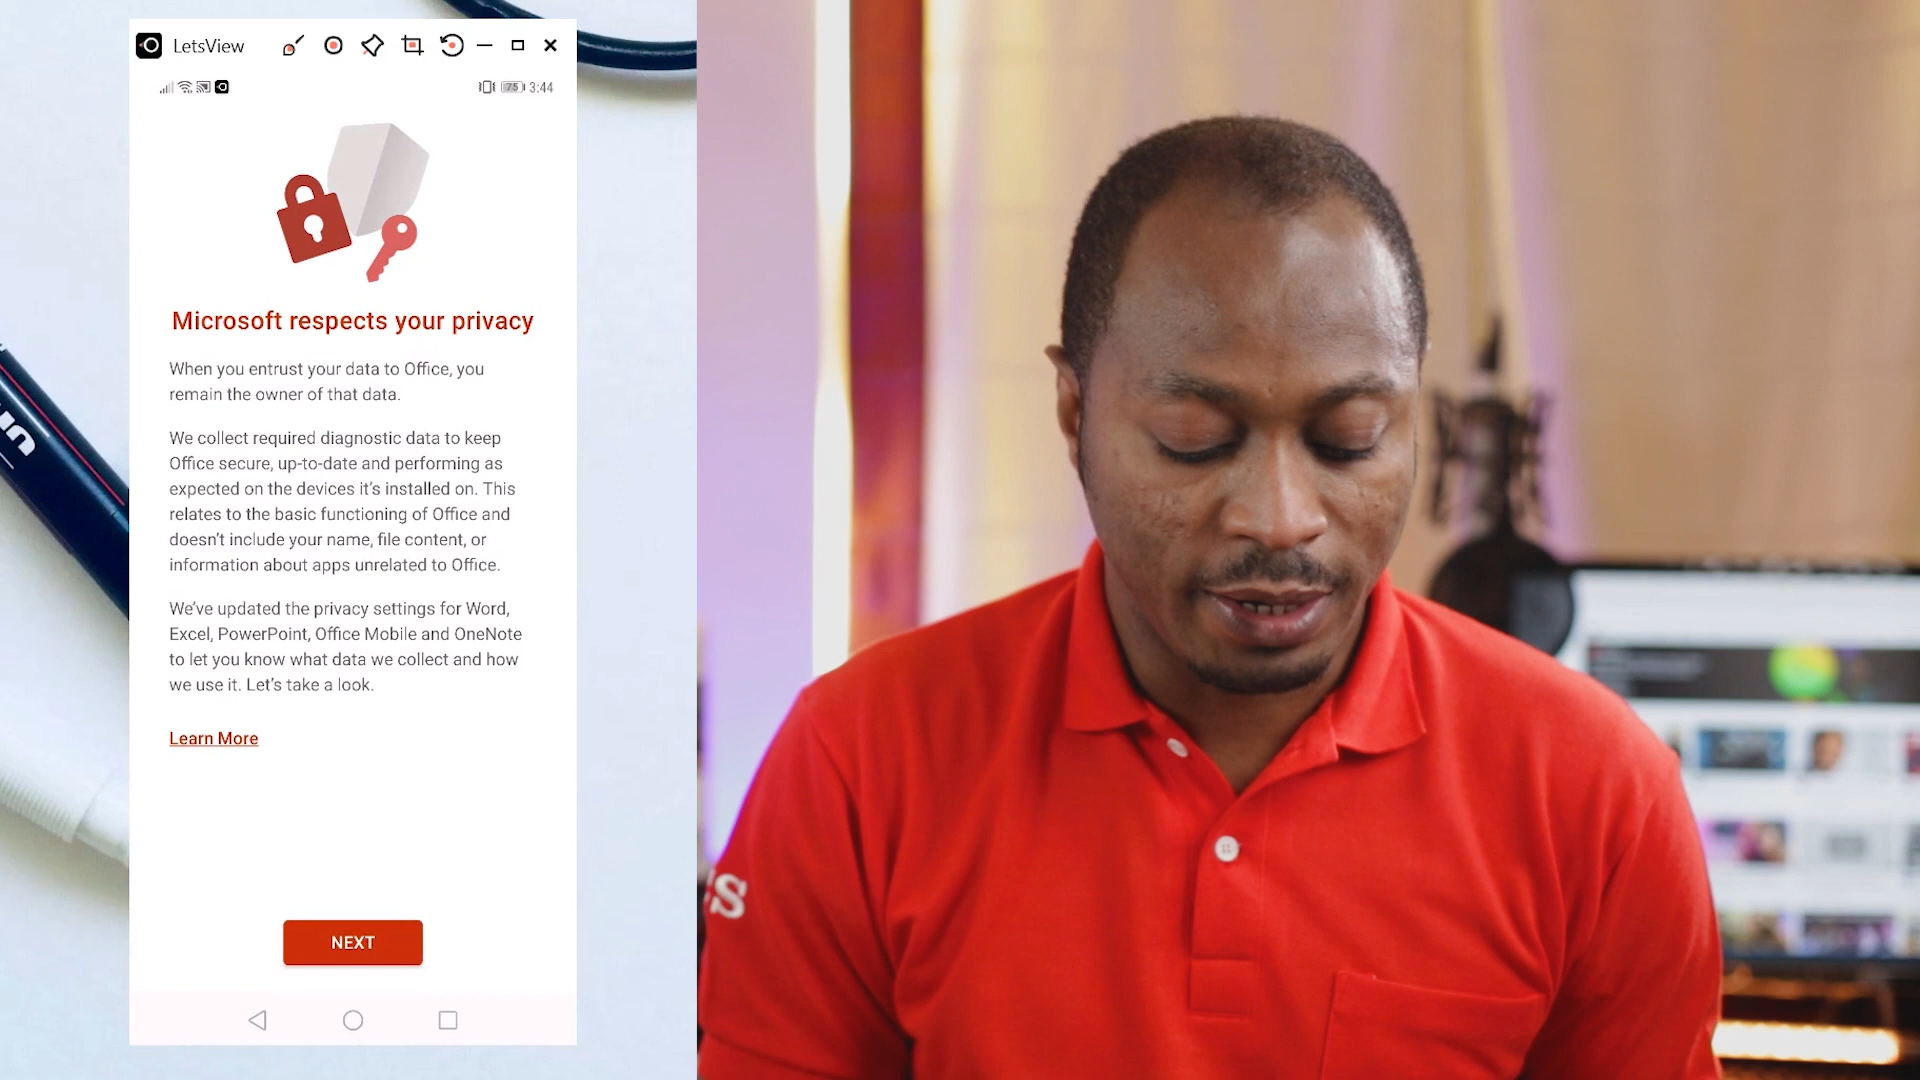 LetsView
75 3:44
Microsoft respects your privacy
When you entrust your data to Office, you
remain the owner of that data.
We collect required diagnostic data to keep
Office secure, up-to-date and performing as
expected on the devices it’s installed on. This
relates to the basic functioning of Office and
doesn’t include your name, file content, or
information about apps unrelated to Office.
We’ve updated the privacy settings for Word,
Excel, PowerPoint, Office Mobile and OneNote
to let you know what data we collect and how
we use it. Let’s take a look.
Learn More
NEXT